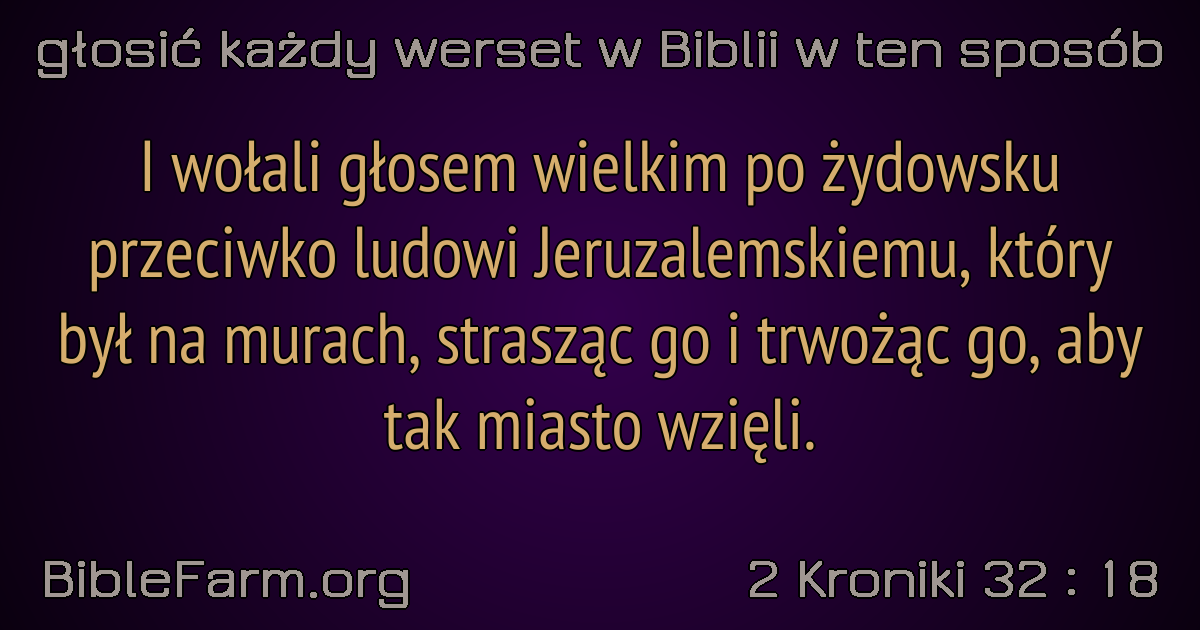 głosić każdy werset w Biblii w ten sposób
I wołali głosem wielkim po żydowsku
przeciwko ludowi Jeruzalemskiemu, który
był na murach, strasząc go i trwożąc go, aby
tak miasto wzięli.
BibleFarm.org
2 Kroniki 32 : 18